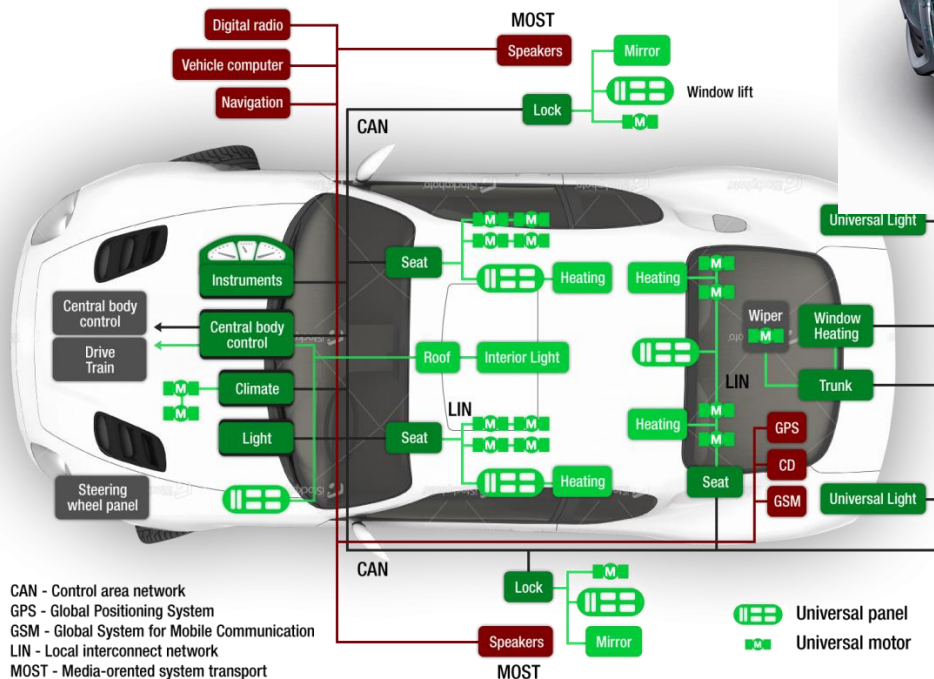 Digital radio
MOST
Vehicle computer
Speakers
Mirror
Navigation
Window lift
Lock
M
CAN
Universal Light
M M
Seat
M M
Instruments
Heating
Heating
M
M
Central body
control
Central body
control
Wiper
M
Window
Heating
Drive
Train
Roof
Interior Light
LIN
Trunk
M
Climate
M
LIN
M M
M
Light
Seat
M M
Heating
M
GPS
Steering
wheel panel
Heating
Seat
CD
GSM
Universal Light
CAN
Lock
M
CAN - Control area network
GPS - Global Positioning System
GSM - Global System for Mobile Communication
LIN - Local interconnect network
MOST - Media-orented system transport
Speakers
Mirror
MOST
Universal panel
M Universal motor
iStockphoto